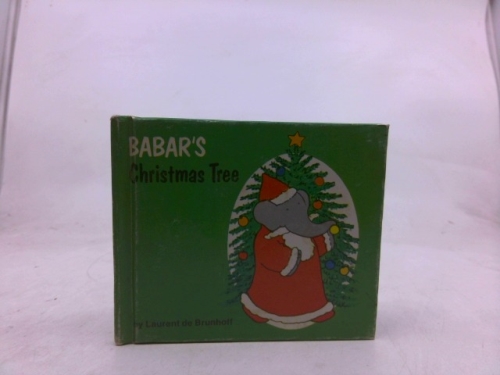 BABAR'S
Christmas Tree
By Laurent de Brunhoff